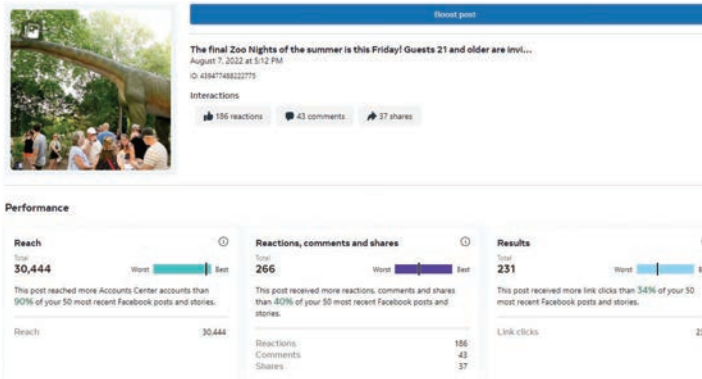 Boost post
The final Zoo Nights of the summer is this Friday! Guests 21 and older are invi...
August 7, 2022 at 5:12 PM
ID: 439477488222775
Interactions
186 reactions
43 comments
37 shares
Performance
Reach
Total
30,444
Worst
Best
This post reached more Accounts Center accounts than
90% of your 50 most recent Facebook posts and stories.
Reach 30,444
Reactions, comments and shares
Total
266
Worst
Best
This post received more reactions, comments and shares
than 40% of your 50 most recent Facebook posts and
stories.
Reactions 186
Comments 43
Shares 37
Results
Total
231
Worst
This post received more link clicks than 34% of your 50
most recent Facebook posts and stories.
Link clicks